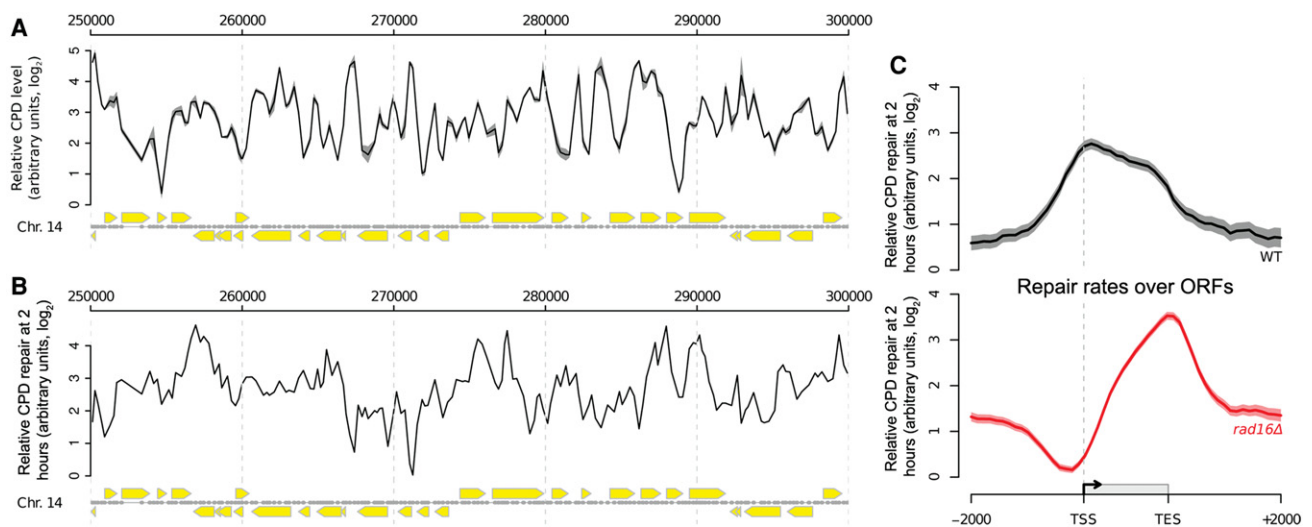 A
250000 260000 270000 280000 290000 300000
Relative CPD level
(arbitrary units, log2)
5
4
3
2
1
0
Chr. 14
B
250000 260000 270000 280000 290000 300000
Relative CPD repair at 2
hours (arbitrary units, log2)
5
4
3
2
1
0
Chr. 14
C
Relative CPD repair at 2
hours (arbitrary units, log2)
4
3
2
1
0
WT
Repair rates over ORFs
Relative CPD repair at 2
hours (arbitrary units, log2)
4
3
2
1
0
rad16Δ
−2000 TSS TES +2000